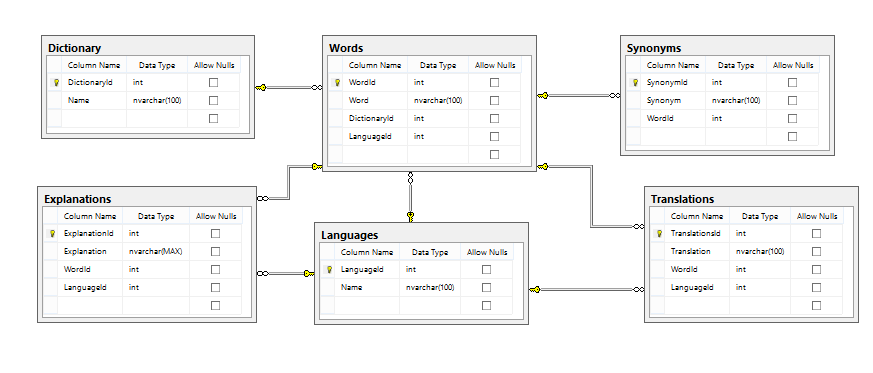 Dictionary
Column Name Data Type Allow Nulls
DictionaryId int
Name nvarchar(100)
Words
Column Name Data Type Allow Nulls
WordId int
Word nvarchar(100)
DictionaryId int
LanguageId int
Synonyms
Column Name Data Type Allow Nulls
SynonymId int
Synonym nvarchar(100)
WordId int
Explanations
Column Name Data Type Allow Nulls
ExplanationId int
Explanation nvarchar(MAX)
WordId int
LanguageId int
Languages
Column Name Data Type Allow Nulls
LanguageId int
Name nvarchar(100)
Translations
Column Name Data Type Allow Nulls
TranslationsId int
Translation nvarchar(100)
WordId int
LanguageId int